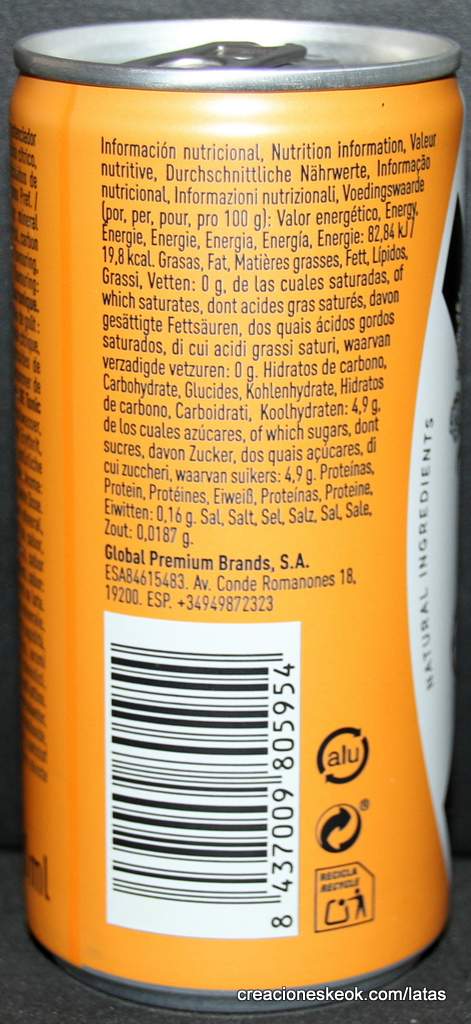 Información nutricional, Nutrition information, Valeur
nutritive, Durchschnittliche Nährwerte, Informação
nutricional, Informazioni nutrizionali, Voedingswaarde
(por, per, pour, pro 100 g): Valor energético, Energy,
Énergie, Energie, Energia, Energía, Energie: 82,84 kJ /
19,8 kcal. Grasas, Fat, Matières grasses, Fett, Lípidos,
Grassi, Vetten: 0 g, de las cuales saturadas, of
which saturates, dont acides gras saturés, davon
gesättigte Fettsäuren, dos quais ácidos gordos
saturados, di cui acidi grassi saturi, waarvan
verzadigde vetzuren: 0 g. Hidratos de carbono,
Carbohydrate, Glucides, Kohlenhydrate, Hidratos
de carbono, Carboidrati, Koolhydraten: 4,9 g,
de los cuales azúcares, of which sugars, dont
sucres, davon Zucker, dos quais açúcares, di
cui zuccheri, waarvan suikers: 4,9 g. Proteínas,
Protein, Protéines, Eiweiß, Proteínas, Proteine,
Eiwitten: 0,16 g. Sal, Salt, Sel, Salz, Sal, Sale,
Zout: 0,0187 g.
Global Premium Brands, S.A.
ESA84615483. Av. Conde Romanones 18,
19200. ESP. +34949872323
8 437009 805954
alu
®
RECICLA
RECYCLE
NATURAL INGREDIENTS
ml
creacioneskeok.com/latas